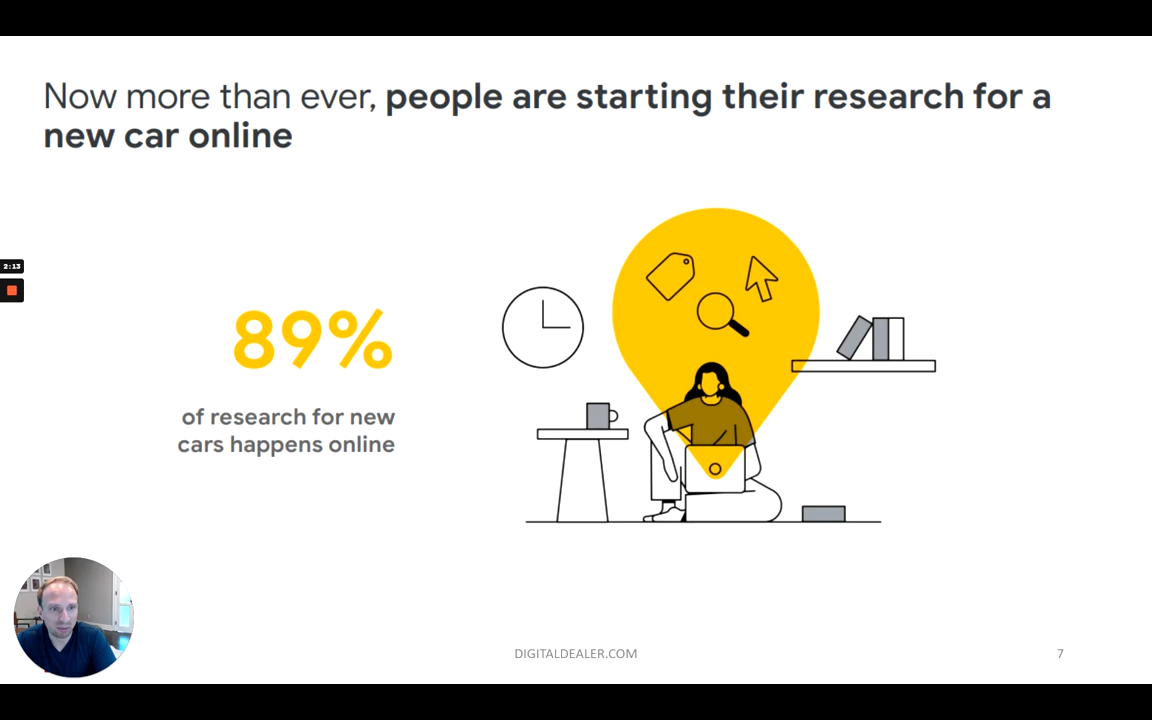 Now more than ever, people are starting their research for a
new car online
2:13
89%
of research for new
cars happens online
DIGITALDEALER.COM
7